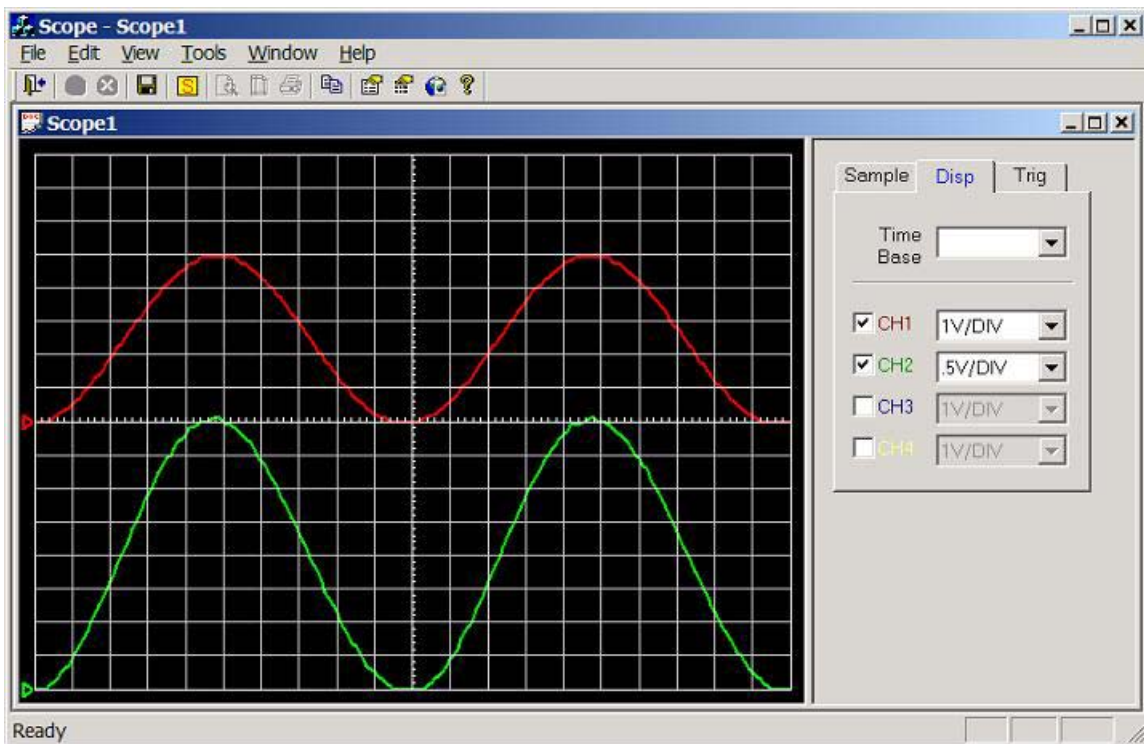 Scope - Scope1
File Edit View Tools Window Help
S
Scope1
Sample Disp Trig
Time
Base
CH1 1V/DIV
CH2 .5V/DIV
CH3 1V/DIV
CH4 1V/DIV
Ready